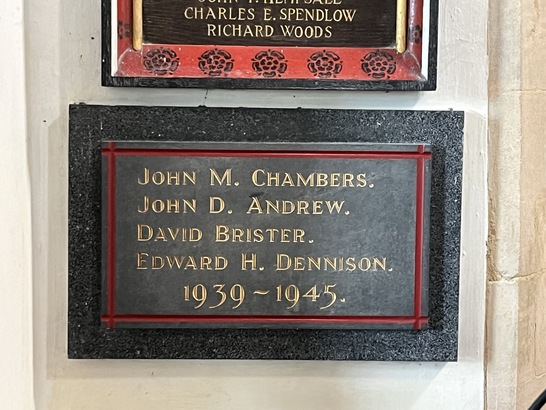 CHARLES E. SPENDLOW
RICHARD WOODS
JOHN M. CHAMBERS.
JOHN D. ANDREW.
DAVID BRISTER.
EDWARD H. DENNISON.
1939~1945.